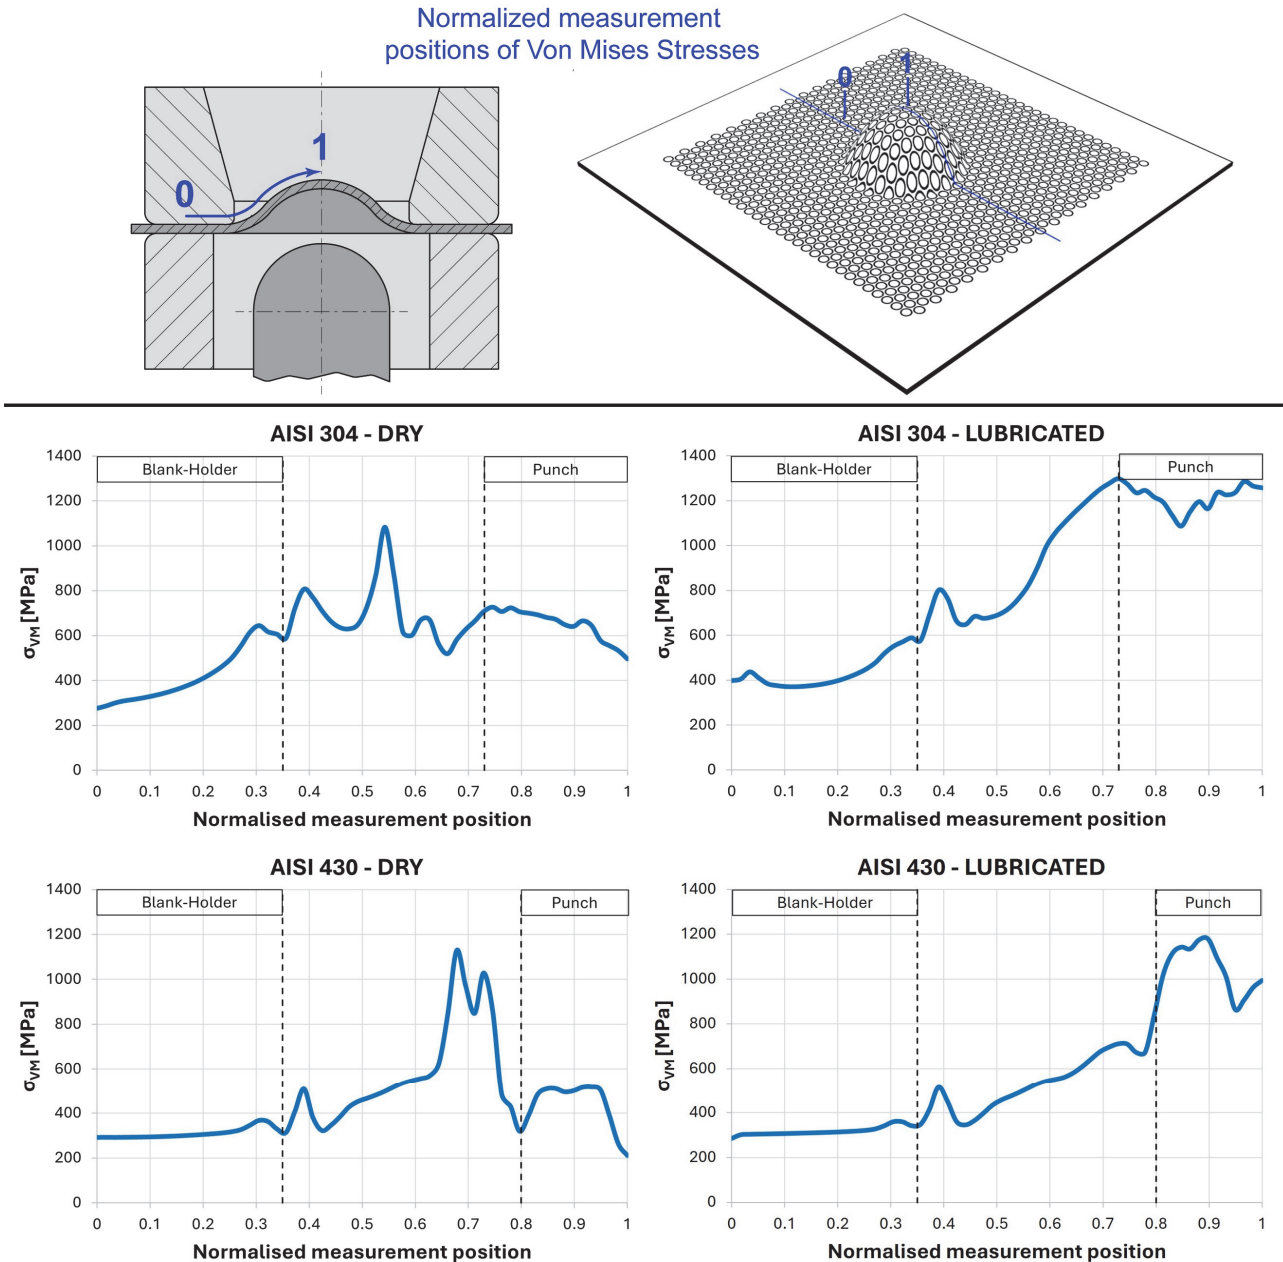 Normalized measurement
positions of Von Mises Stresses
0
1
0
1
AISI 304 - DRY
Blank-Holder
Punch
1400
1200
1000
800
600
400
200
0
σVM [MPa]
0 0.1 0.2 0.3 0.4 0.5 0.6 0.7 0.8 0.9 1
Normalised measurement position
AISI 304 - LUBRICATED
Blank-Holder
Punch
1400
1200
1000
800
600
400
200
0
σVM [MPa]
0 0.1 0.2 0.3 0.4 0.5 0.6 0.7 0.8 0.9 1
Normalised measurement position
AISI 430 - DRY
Blank-Holder
Punch
1400
1200
1000
800
600
400
200
0
σVM [MPa]
0 0.1 0.2 0.3 0.4 0.5 0.6 0.7 0.8 0.9 1
Normalised measurement position
AISI 430 - LUBRICATED
Blank-Holder
Punch
1400
1200
1000
800
600
400
200
0
σVM [MPa]
0 0.1 0.2 0.3 0.4 0.5 0.6 0.7 0.8 0.9 1
Normalised measurement position